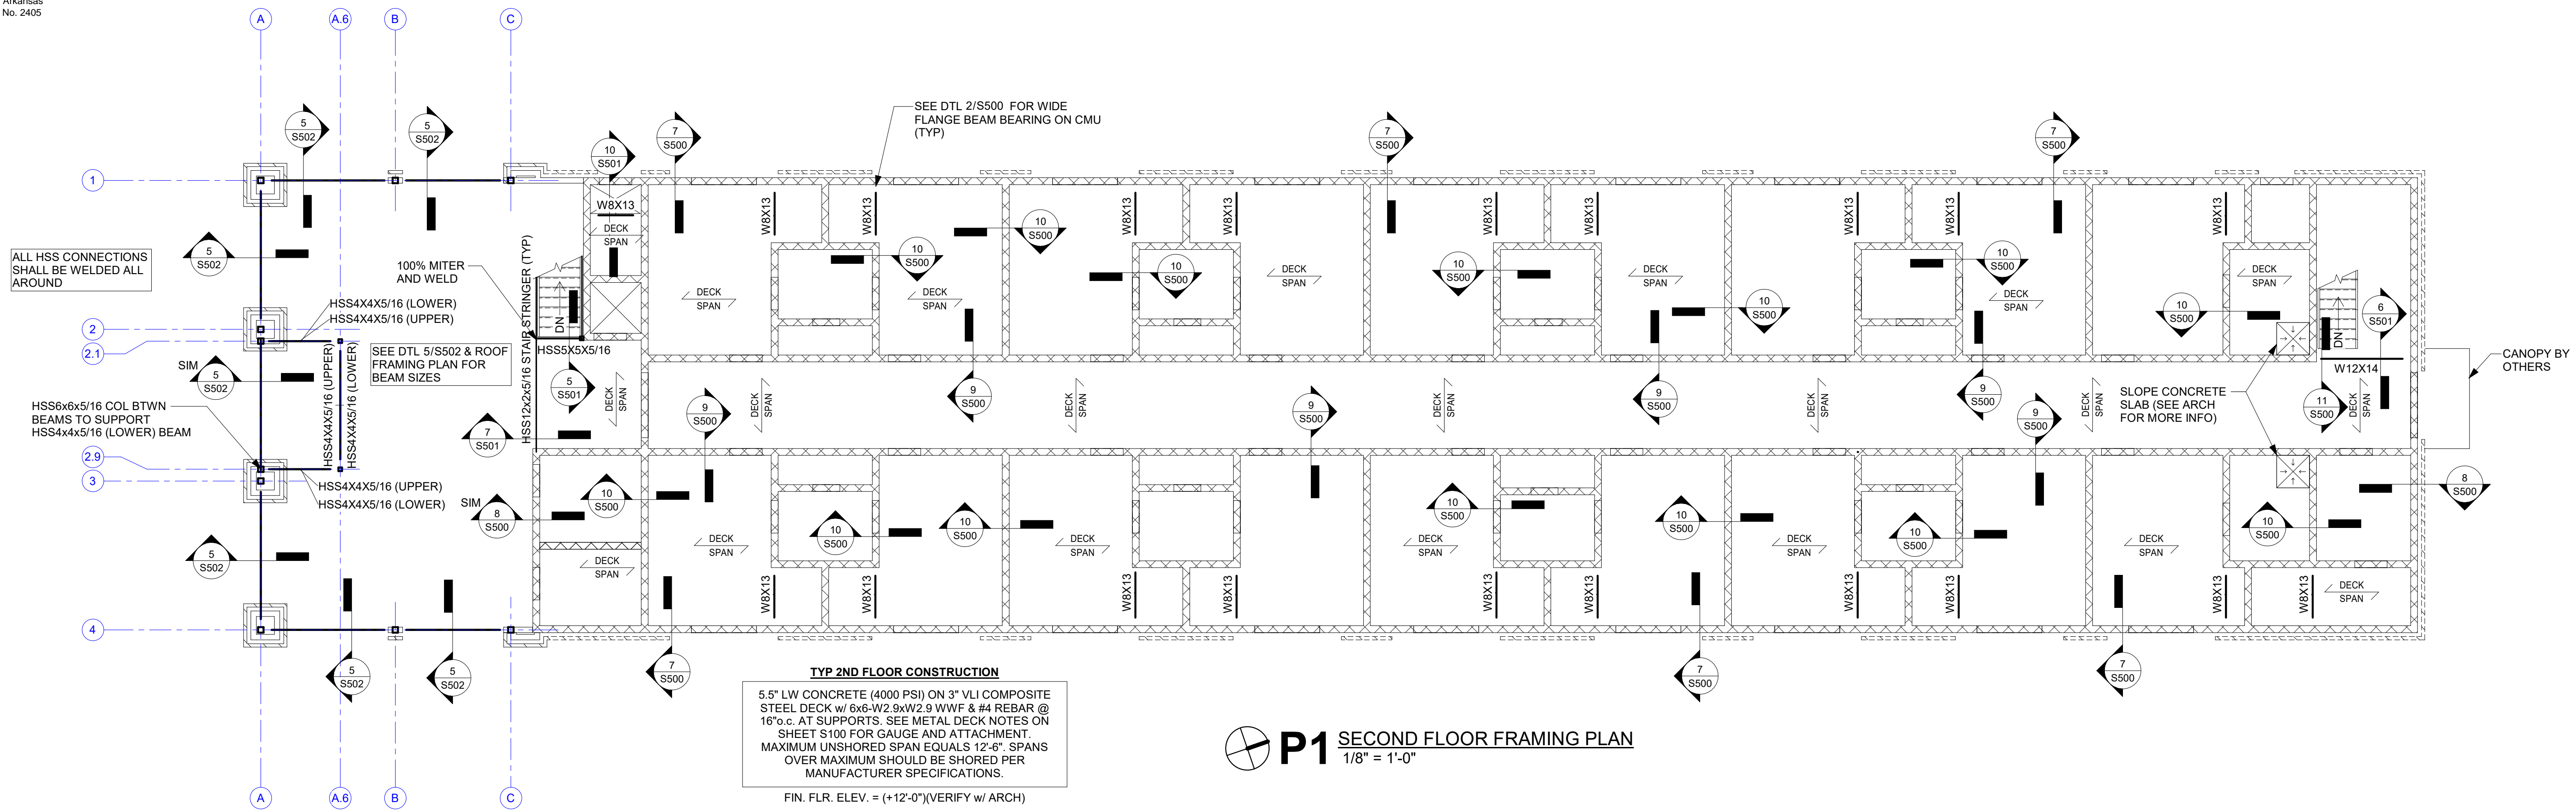 Arkansas
No. 2405
A
A.6
B
C
5
S502
5
S502
10
S501
7
S500
SEE DTL 2/S500 FOR WIDE
FLANGE BEAM BEARING ON CMU
(TYP)
7
S500
7
S500
1
ALL HSS CONNECTIONS
SHALL BE WELDED ALL
AROUND
5
S502
100% MITER
AND WELD
HSS12x2x5/16 STAIR STRINGER (TYP)
W8X13
DECK
SPAN
W8X13
W8X13
W8X13
W8X13
W8X13
W8X13
W8X13
W8X13
W8X13
W8X13
10
S500
10
S500
10
S500
10
S500
10
S500
10
S500
10
S500
DECK
SPAN
DECK
SPAN
DECK
SPAN
DECK
SPAN
DECK
SPAN
DECK
SPAN
HSS4X4X5/16 (LOWER)
HSS4X4X5/16 (UPPER)
2
2.1
DN
HSS5X5X5/16
SEE DTL 5/S502 & ROOF
FRAMING PLAN FOR
BEAM SIZES
SIM
5
S502
HSS4X4X5/16 (UPPER)
HSS4X4X5/16 (LOWER)
HSS6x6x5/16 COL BTWN
BEAMS TO SUPPORT
HSS4x4x5/16 (LOWER) BEAM
5
S501
7
S501
DECK
SPAN
9
S500
DECK
SPAN
9
S500
DECK
SPAN
9
S500
DECK
SPAN
9
S500
DECK
SPAN
9
S500
9
S500
DECK
SPAN
SLOPE CONCRETE
SLAB (SEE ARCH
FOR MORE INFO)
DN
6
S501
W12X14
11
S500
DECK
SPAN
CANOPY BY
OTHERS
2.9
3
HSS4X4X5/16 (UPPER)
HSS4X4X5/16 (LOWER)
SIM
8
S500
10
S500
10
S500
10
S500
10
S500
10
S500
10
S500
10
S500
8
S500
5
S502
DECK
SPAN
DECK
SPAN
DECK
SPAN
DECK
SPAN
DECK
SPAN
DECK
SPAN
DECK
SPAN
W8X13
W8X13
W8X13
W8X13
W8X13
W8X13
W8X13
W8X13
W8X13
W8X13
4
5
S502
5
S502
7
S500
7
S500
7
S500
TYP 2ND FLOOR CONSTRUCTION
5.5" LW CONCRETE (4000 PSI) ON 3" VLI COMPOSITE
STEEL DECK w/ 6x6-W2.9xW2.9 WWF & #4 REBAR @
16"o.c. AT SUPPORTS. SEE METAL DECK NOTES ON
SHEET S100 FOR GAUGE AND ATTACHMENT.
MAXIMUM UNSHORED SPAN EQUALS 12'-6". SPANS
OVER MAXIMUM SHOULD BE SHORED PER
MANUFACTURER SPECIFICATIONS.
FIN. FLR. ELEV. = (+12'-0")(VERIFY w/ ARCH)
P1 SECOND FLOOR FRAMING PLAN
1/8" = 1'-0"
A
A.6
B
C